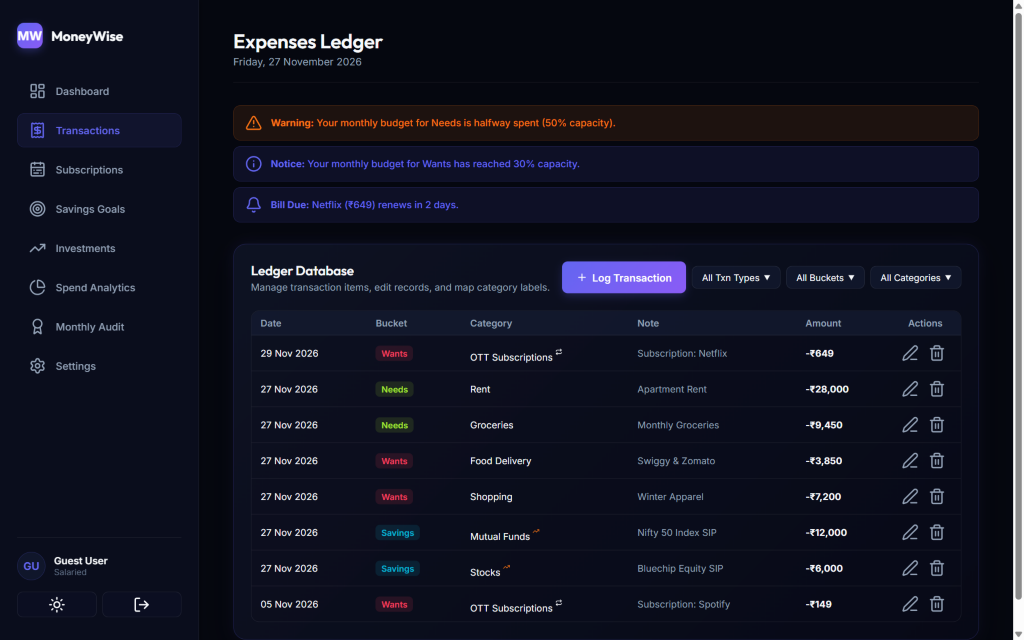 MW MoneyWise
Dashboard
Transactions
Subscriptions
Savings Goals
Investments
Spend Analytics
Monthly Audit
Settings
GU Guest User
Salaried
Expenses Ledger
Friday, 27 November 2026
Warning: Your monthly budget for Needs is halfway spent (50% capacity).
Notice: Your monthly budget for Wants has reached 30% capacity.
Bill Due: Netflix (₹649) renews in 2 days.
Ledger Database
Manage transaction items, edit records, and map category labels.
+ Log Transaction All Txn Types ▼ All Buckets ▼ All Categories ▼
Date Bucket Category Note Amount Actions
29 Nov 2026 Wants OTT Subscriptions Subscription: Netflix -₹649
27 Nov 2026 Needs Rent Apartment Rent -₹28,000
27 Nov 2026 Needs Groceries Monthly Groceries -₹9,450
27 Nov 2026 Wants Food Delivery Swiggy & Zomato -₹3,850
27 Nov 2026 Wants Shopping Winter Apparel -₹7,200
27 Nov 2026 Savings Mutual Funds Nifty 50 Index SIP -₹12,000
27 Nov 2026 Savings Stocks Bluechip Equity SIP -₹6,000
05 Nov 2026 Wants OTT Subscriptions Subscription: Spotify -₹149